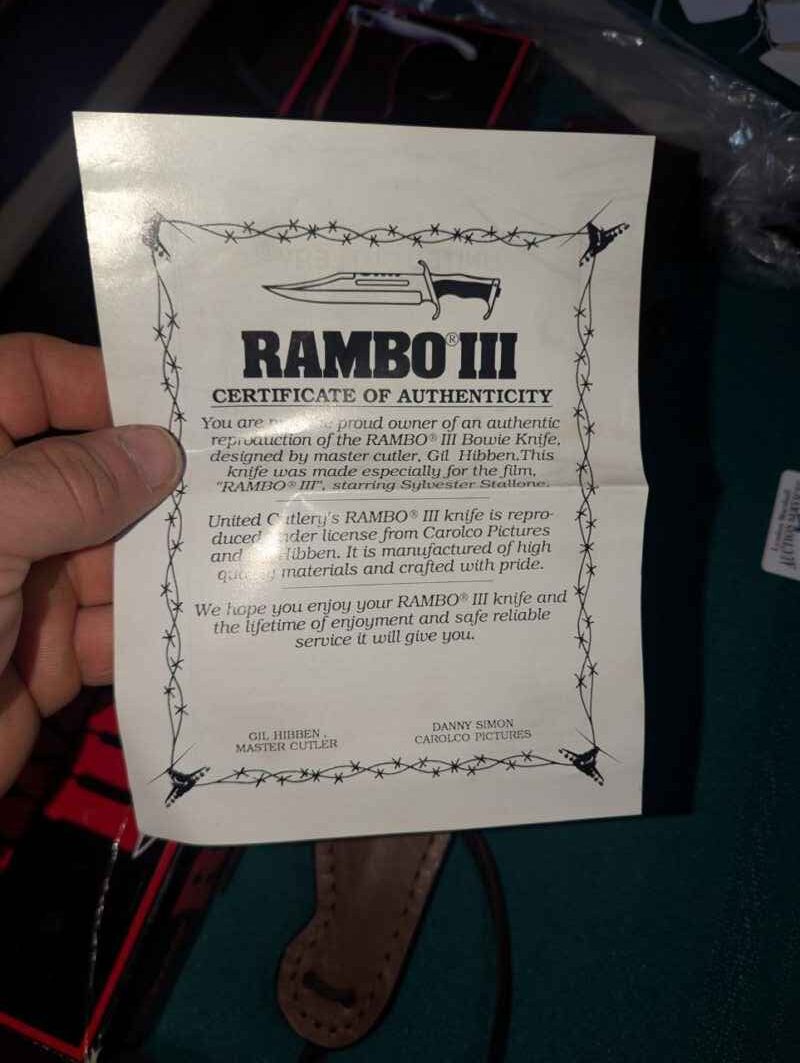 RAMBO® III
CERTIFICATE OF AUTHENTICITY
You are proud owner of an authentic
reproduction of the RAMBO® III Bowie Knife,
designed by master cutler, Gil Hibben.This
knife was made especially for the film,
"RAMBO® III", starring Sylvester Stallone.
United Cutlery's RAMBO® III knife is repro-
duced under license from Carolco Pictures
and Hibben. It is manufactured of high
quality materials and crafted with pride.
We hope you enjoy your RAMBO® III knife and
the lifetime of enjoyment and safe reliable
service it will give you.
GIL HIBBEN,
MASTER CUTLER
DANNY SIMON
CAROLCO PICTURES